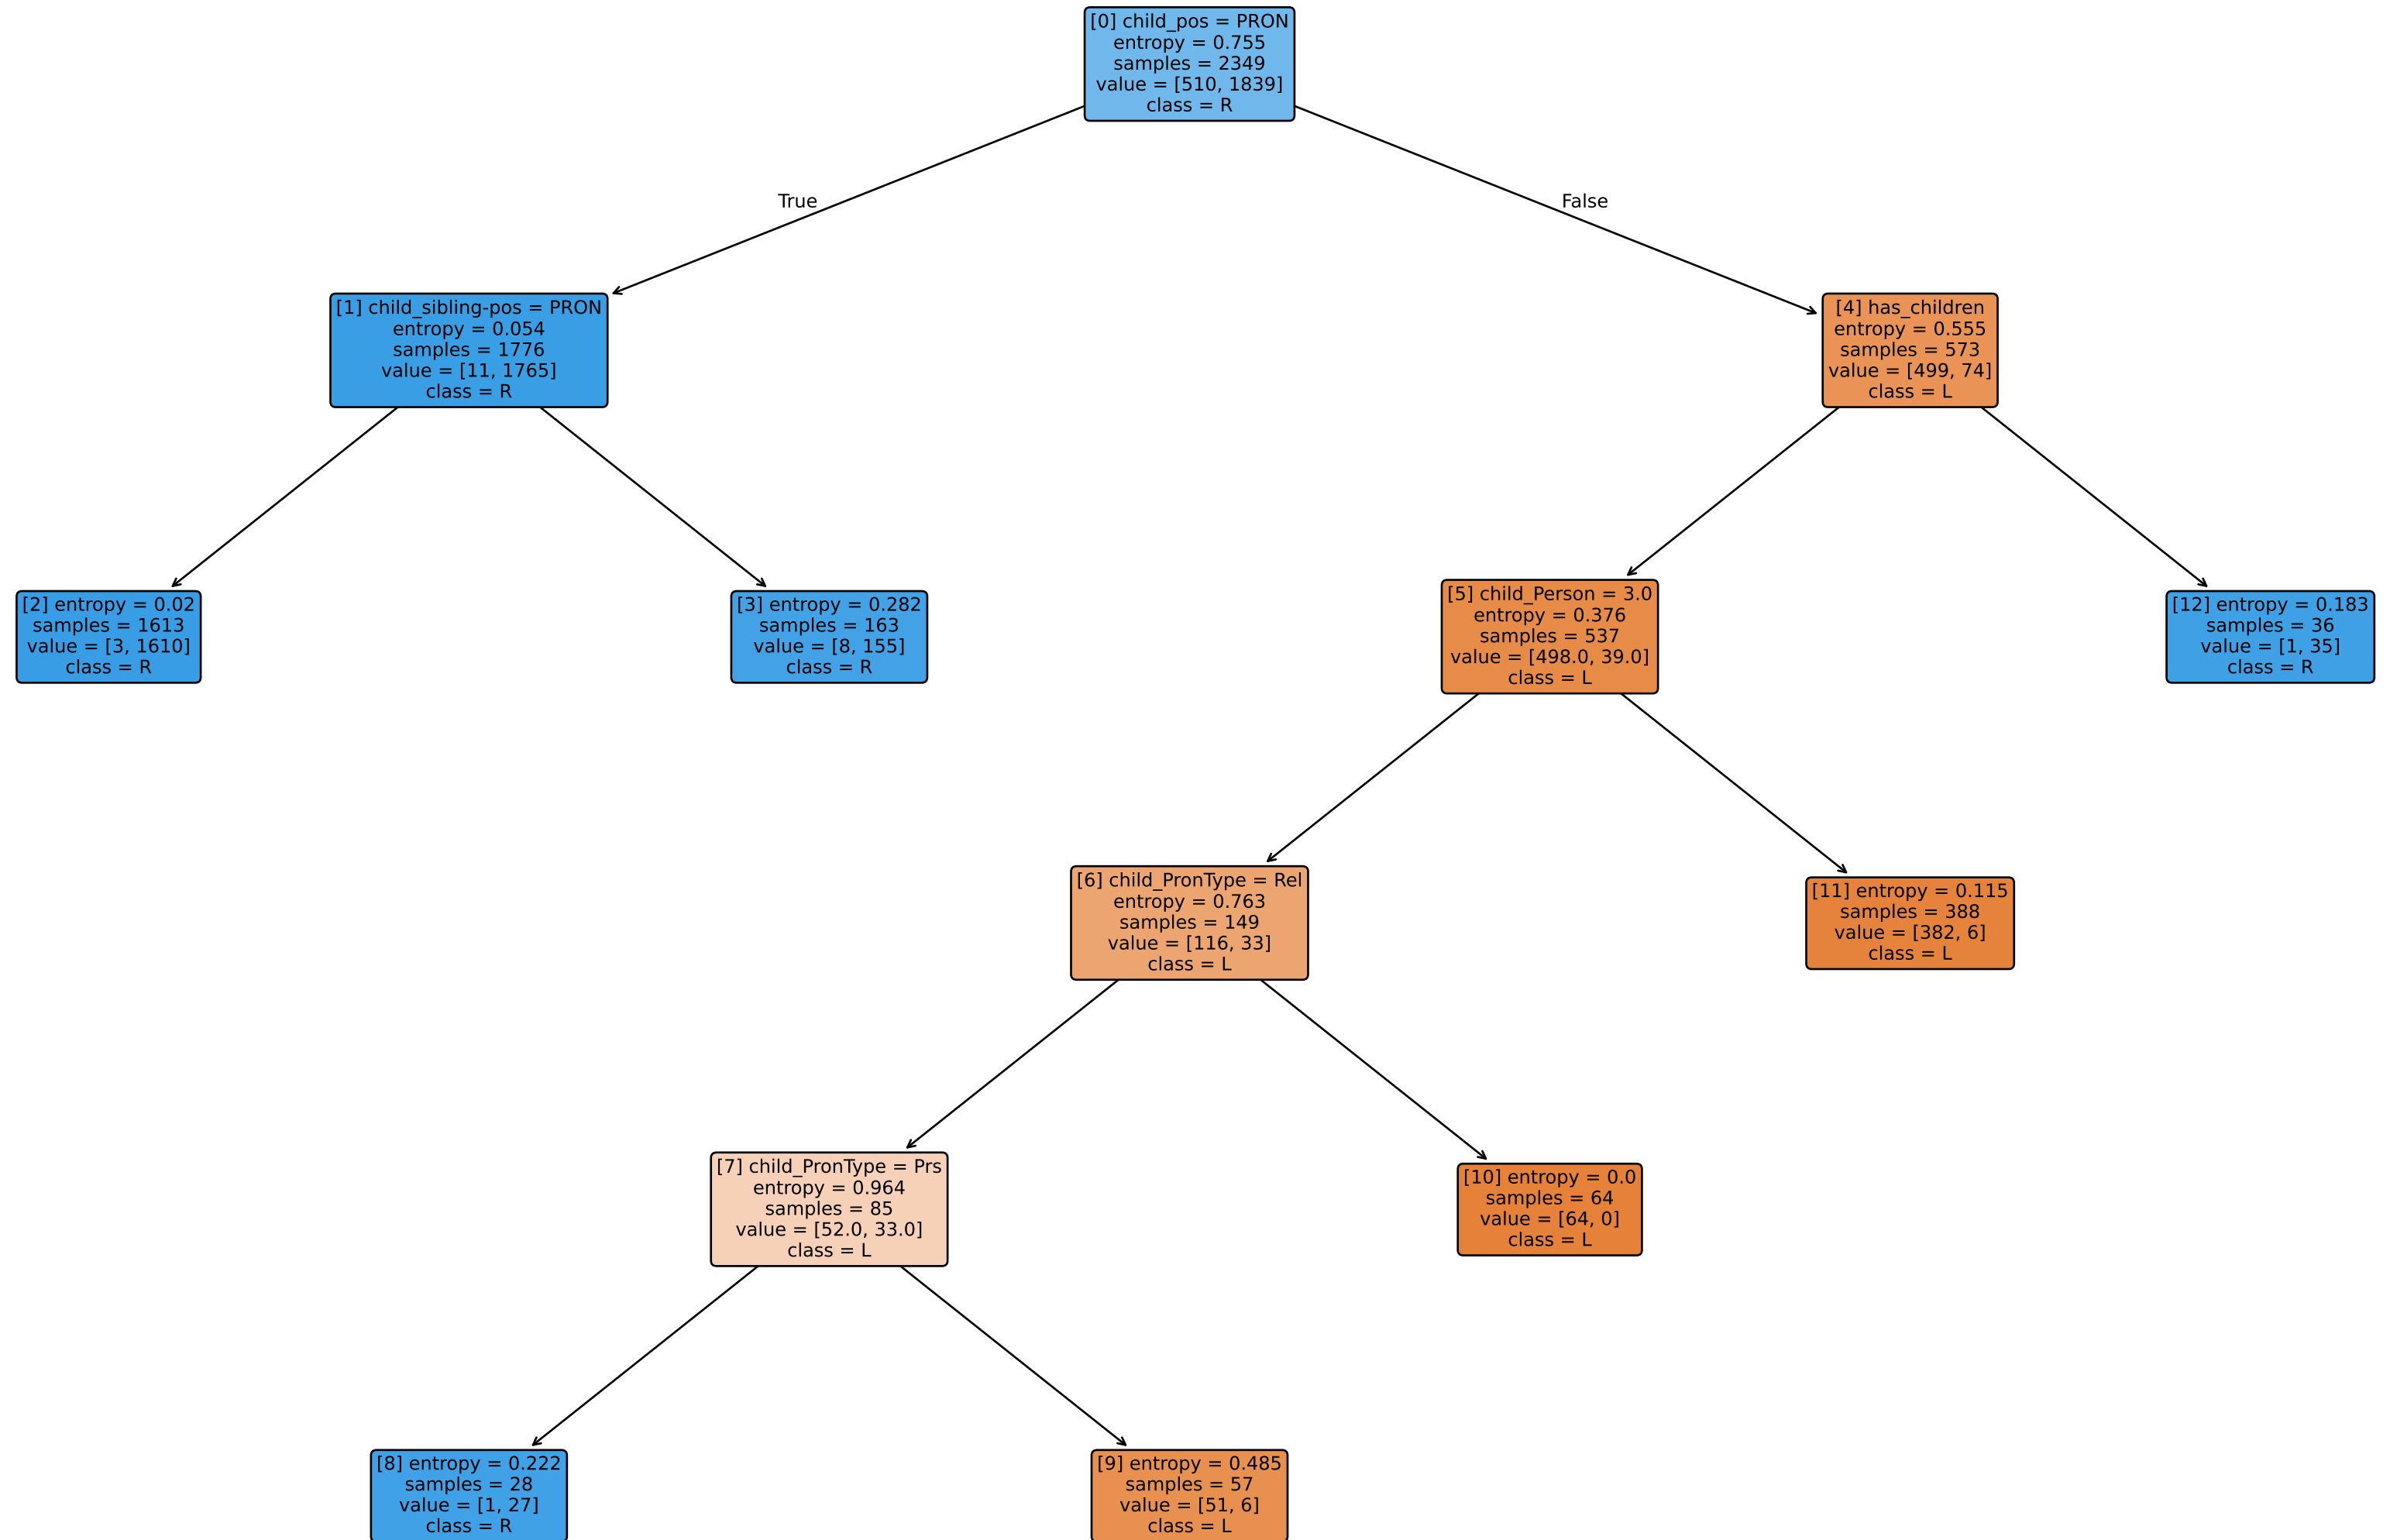 [0] child_pos = PRON
entropy = 0.755
samples = 2349
value = [510, 1839]
class = R
True
False
[1] child_sibling-pos = PRON
entropy = 0.054
samples = 1776
value = [11, 1765]
class = R
[4] has_children
entropy = 0.555
samples = 573
value = [499, 74]
class = L
[2] entropy = 0.02
samples = 1613
value = [3, 1610]
class = R
[3] entropy = 0.282
samples = 163
value = [8, 155]
class = R
[5] child_Person = 3.0
entropy = 0.376
samples = 537
value = [498.0, 39.0]
class = L
[12] entropy = 0.183
samples = 36
value = [1, 35]
class = R
[6] child_PronType = Rel
entropy = 0.763
samples = 149
value = [116, 33]
class = L
[11] entropy = 0.115
samples = 388
value = [382, 6]
class = L
[7] child_PronType = Prs
entropy = 0.964
samples = 85
value = [52.0, 33.0]
class = L
[10] entropy = 0.0
samples = 64
value = [64, 0]
class = L
[8] entropy = 0.222
samples = 28
value = [1, 27]
class = R
[9] entropy = 0.485
samples = 57
value = [51, 6]
class = L